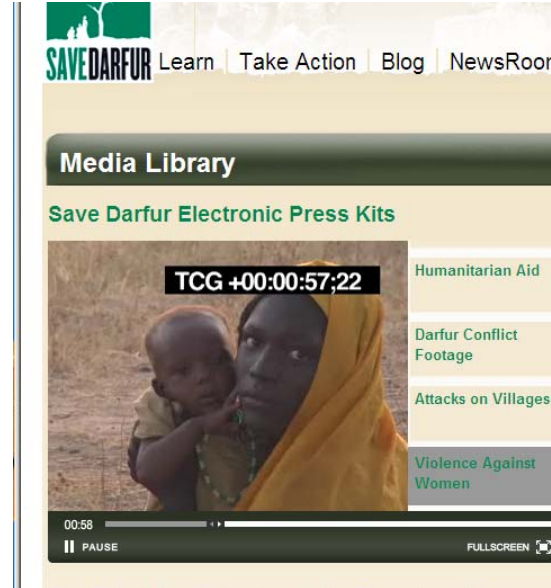 SAVEDARFUR Learn Take Action Blog NewsRoom
Media Library
Save Darfur Electronic Press Kits
TCG +00:00:57;22
Humanitarian Aid
Darfur Conflict
Footage
Attacks on Villages
Violence Against
Women
00:58
PAUSE FULLSCREEN